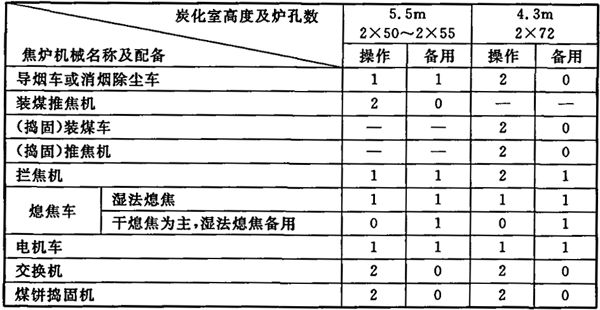 炭化室高度及炉孔数 5.5m 4.3m
2×50～2×55 2×72
焦炉机械名称及配备 操作 备用 操作 备用
导烟车或消烟除尘车 1 1 2 0
装煤推焦机 2 0 — —
(捣固)装煤车 — — 2 0
(捣固)推焦机 — — 2 0
拦焦机 1 1 2 1
熄焦车 湿法熄焦 1 1 1 1
干熄焦为主,湿法熄焦备用 0 1 0 1
电机车 1 1 1 1
交换机 2 0 2 0
煤饼捣固机 2 0 2 0